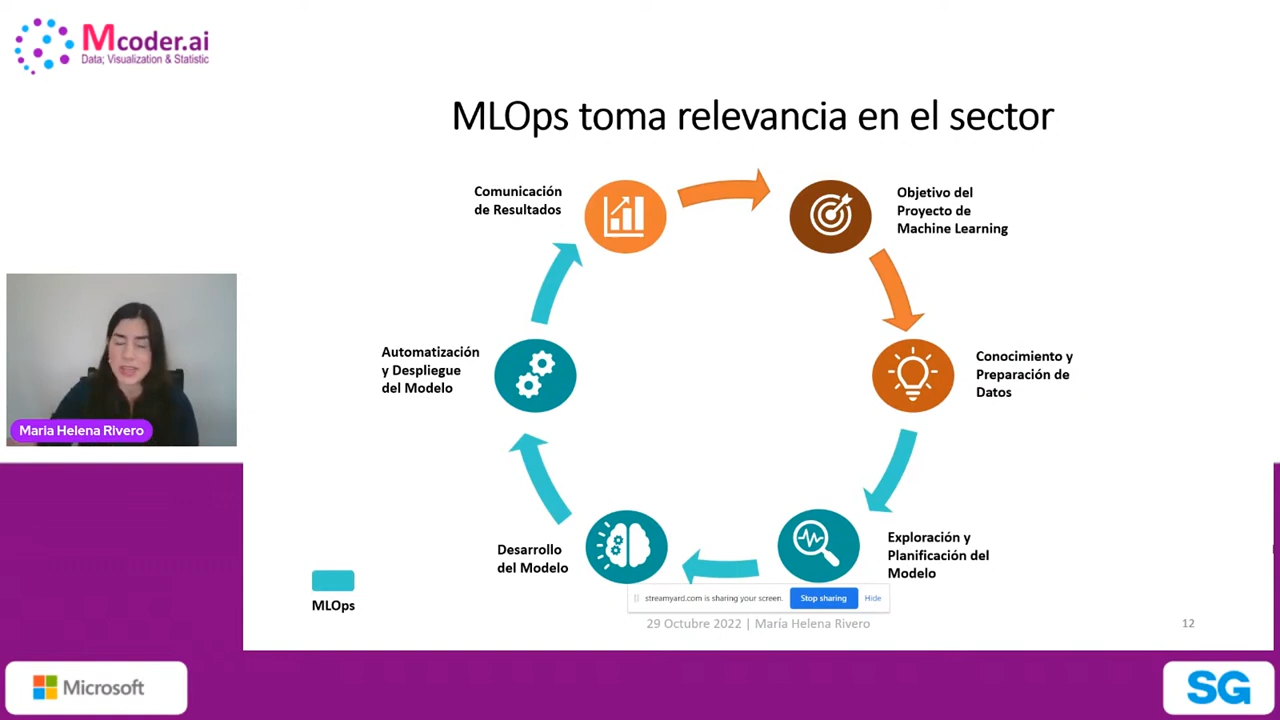 Mcoder.ai
Data; Visualization & Statistic
MLOps toma relevancia en el sector
Comunicación
de Resultados
Objetivo del
Proyecto de
Machine Learning
Automatización
y Despliegue
del Modelo
Conocimiento y
Preparación de
Datos
Maria Helena Rivero
Desarrollo
del Modelo
Exploración y
Planificación del
Modelo
MLOps
streamyard.com is sharing your screen.
Stop sharing
Hide
29 Octubre 2022 | María Helena Rivero
12
Microsoft
SG